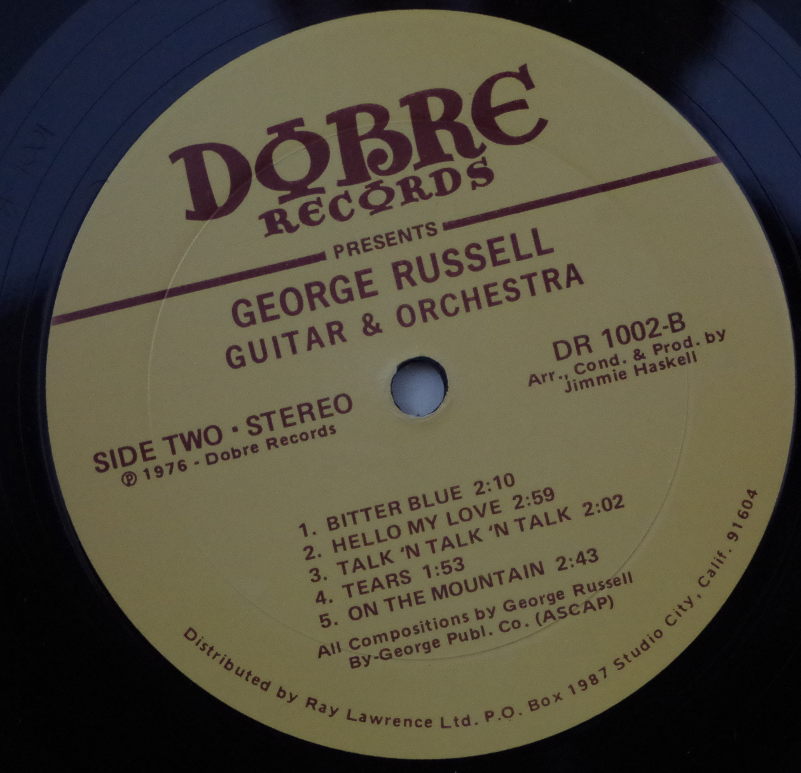 DOBRE
RECORDS
PRESENTS
GEORGE RUSSELL
GUITAR & ORCHESTRA
DR 1002-B
Arr., Cond. & Prod. by
Jimmie Haskell
SIDE TWO · STEREO
℗ 1976 - Dobre Records
1. BITTER BLUE 2:10
2. HELLO MY LOVE 2:59
3. TALK 'N TALK 'N TALK 2:02
4. TEARS 1:53
5. ON THE MOUNTAIN 2:43
All Compositions by George Russell
By-George Publ. Co. (ASCAP)
Distributed by Ray Lawrence Ltd. P.O. Box 1987 Studio City, Calif. 91604